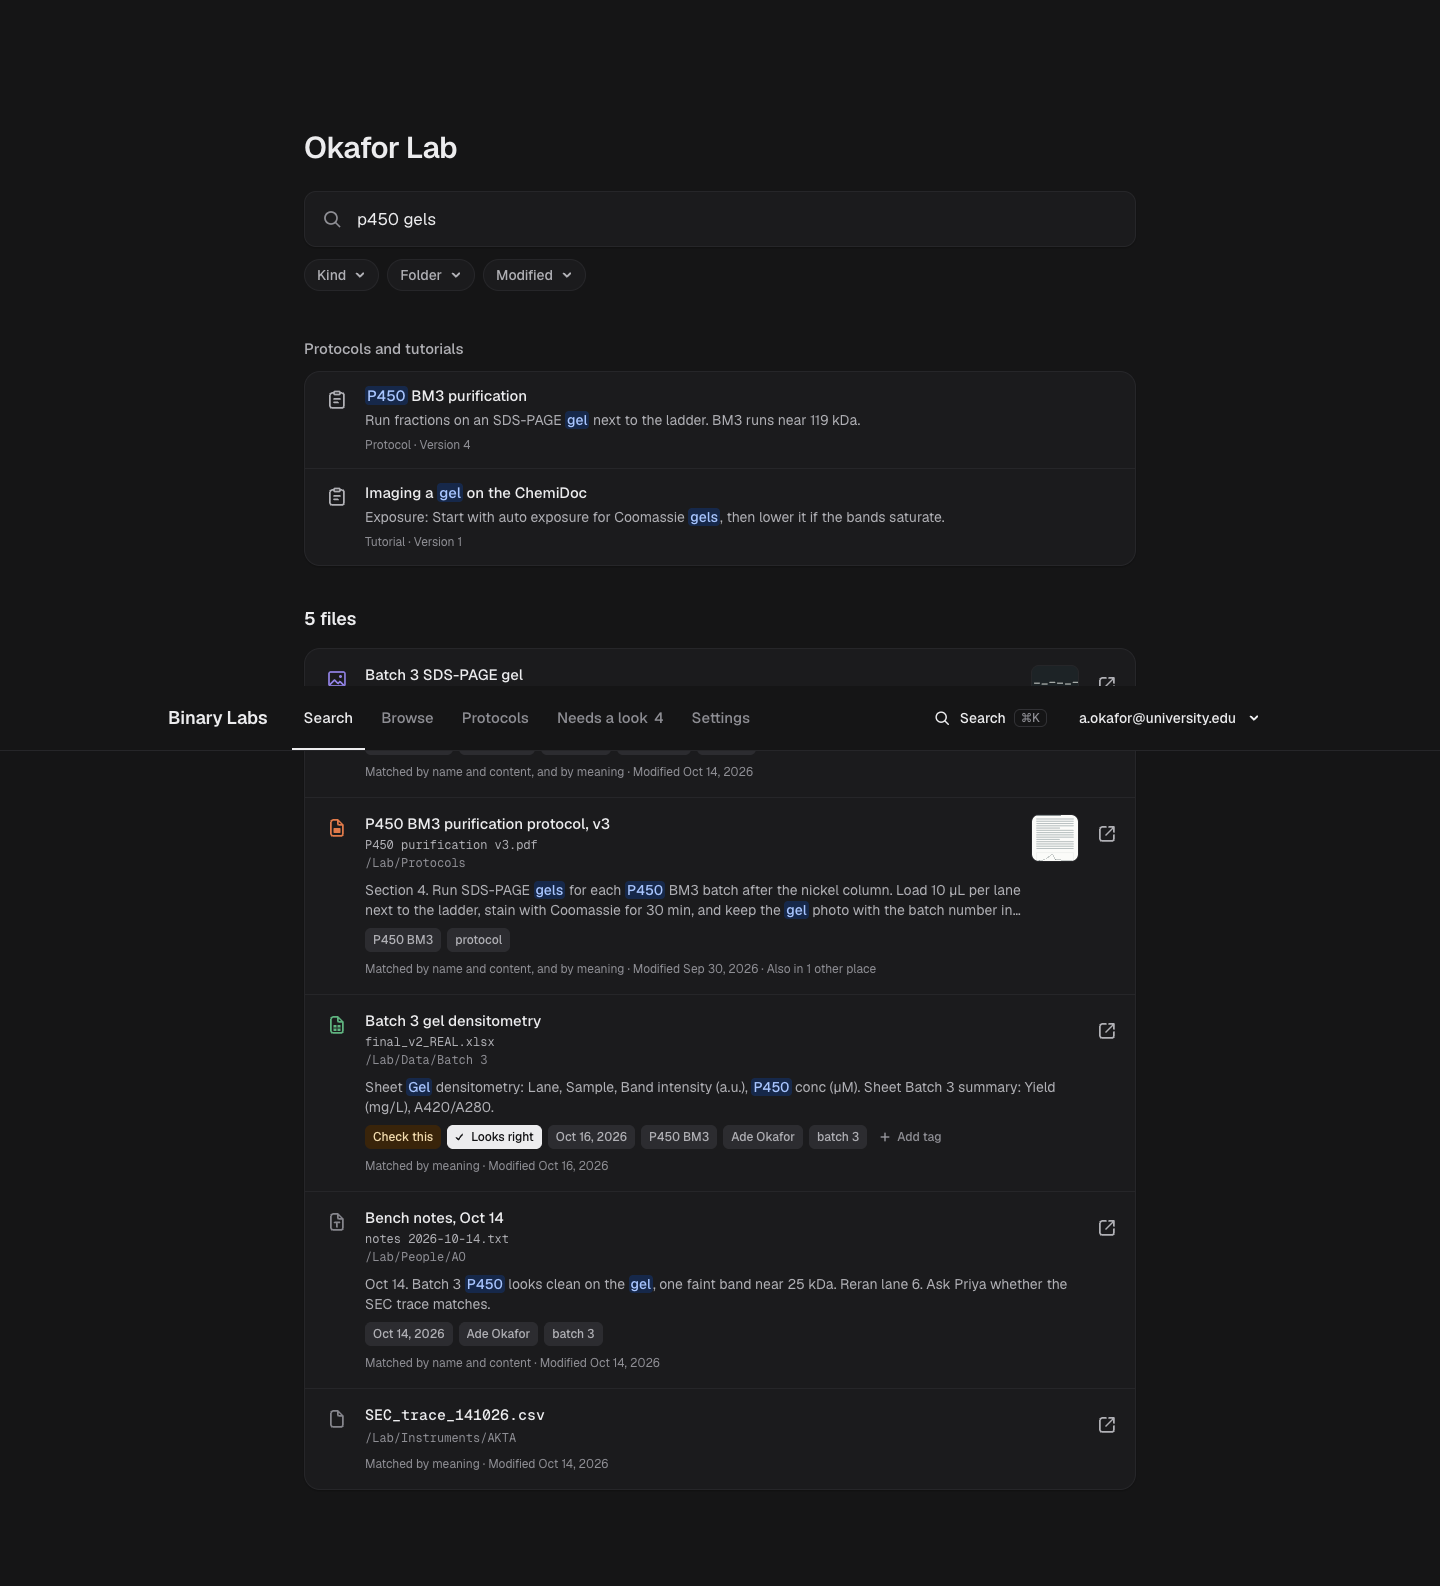 Okafor Lab
p450 gels
Kind
Folder
Modified
Protocols and tutorials
P450 BM3 purification
Run fractions on an SDS-PAGE gel next to the ladder. BM3 runs near 119 kDa.
Protocol · Version 4
Imaging a gel on the ChemiDoc
Exposure: Start with auto exposure for Coomassie gels, then lower it if the bands saturate.
Tutorial · Version 1
5 files
Batch 3 SDS-PAGE gel
Binary Labs
Search
Browse
Protocols
Needs a look 4
Settings
Search ⌘K
a.okafor@university.edu
Matched by name and content, and by meaning · Modified Oct 14, 2026
P450 BM3 purification protocol, v3
P450 purification v3.pdf
/Lab/Protocols
Section 4. Run SDS-PAGE gels for each P450 BM3 batch after the nickel column. Load 10 µL per lane
next to the ladder, stain with Coomassie for 30 min, and keep the gel photo with the batch number in…
P450 BM3
protocol
Matched by name and content, and by meaning · Modified Sep 30, 2026 · Also in 1 other place
Batch 3 gel densitometry
final_v2_REAL.xlsx
/Lab/Data/Batch 3
Sheet Gel densitometry: Lane, Sample, Band intensity (a.u.), P450 conc (µM). Sheet Batch 3 summary: Yield
(mg/L), A420/A280.
Check this
Looks right
Oct 16, 2026
P450 BM3
Ade Okafor
batch 3
Add tag
Matched by meaning · Modified Oct 16, 2026
Bench notes, Oct 14
notes 2026-10-14.txt
/Lab/People/AO
Oct 14. Batch 3 P450 looks clean on the gel, one faint band near 25 kDa. Reran lane 6. Ask Priya whether the
SEC trace matches.
Oct 14, 2026
Ade Okafor
batch 3
Matched by name and content · Modified Oct 14, 2026
SEC_trace_141026.csv
/Lab/Instruments/AKTA
Matched by meaning · Modified Oct 14, 2026